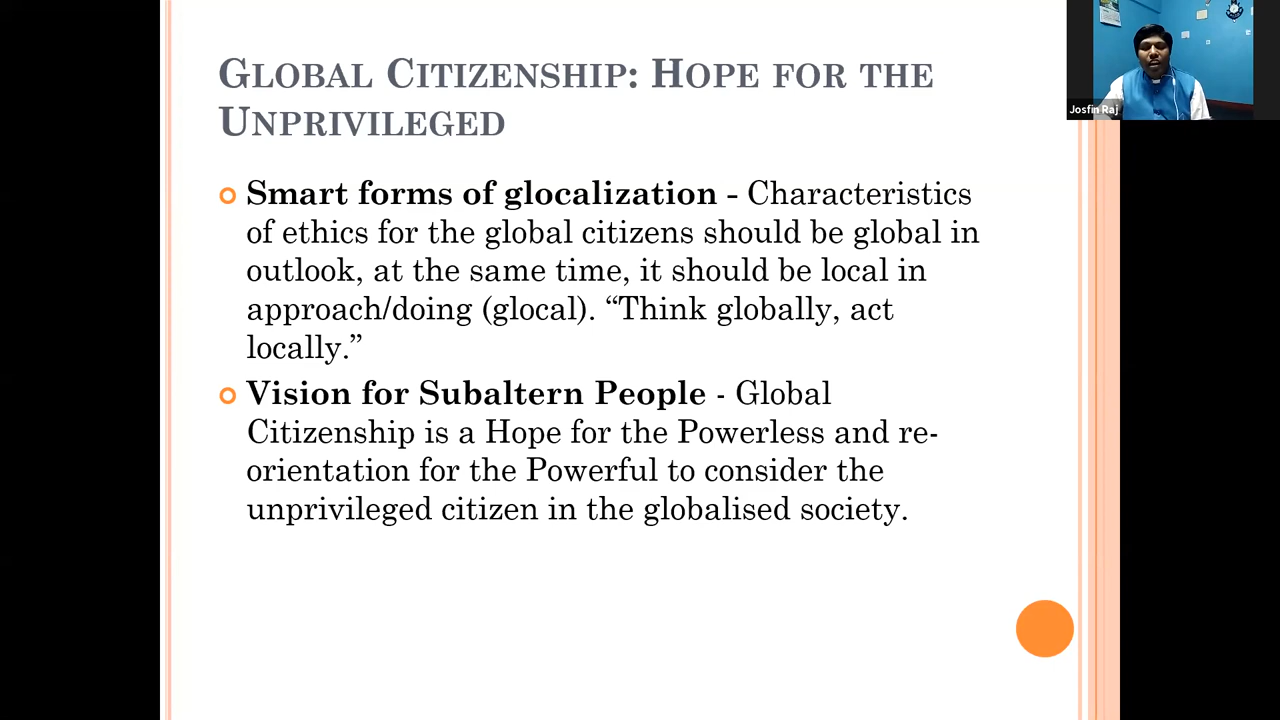 Global Citizenship: Hope for the
Unprivileged
Smart forms of glocalization - Characteristics
of ethics for the global citizens should be global in
outlook, at the same time, it should be local in
approach/doing (glocal). “Think globally, act
locally.”
Vision for Subaltern People - Global
Citizenship is a Hope for the Powerless and re-
orientation for the Powerful to consider the
unprivileged citizen in the globalised society.
Josfin Raj